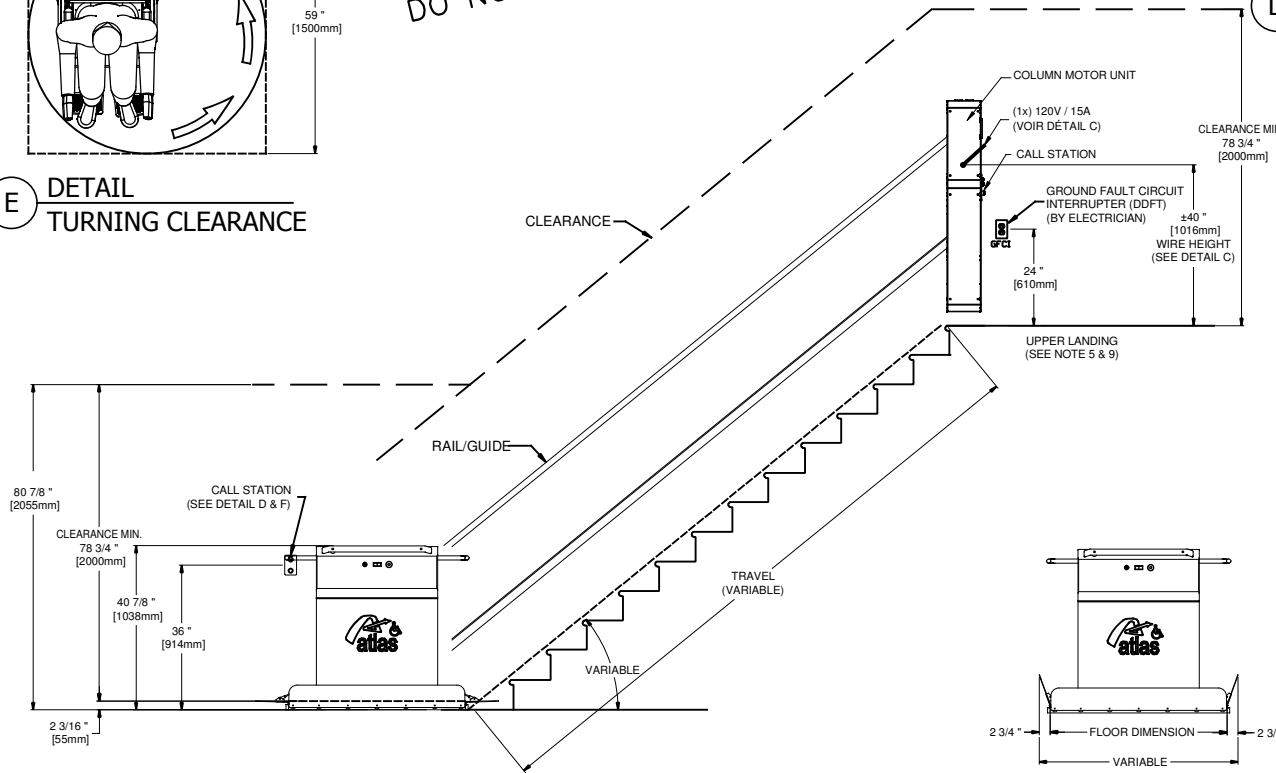 59 "
[1500mm]
DO NO
E
DETAIL
TURNING CLEARANCE
CLEARANCE
COLUMN MOTOR UNIT
(1x) 120V / 15A
(VOIR DÉTAIL C)
CALL STATION
GROUND FAULT CIRCUIT
INTERRUPTER (DDFT)
(BY ELECTRICIAN)
GFCI
CLEARANCE MIN
78 3/4 "
[2000mm]
±40 "
[1016mm]
WIRE HEIGHT
(SEE DETAIL C)
24 "
[610mm]
UPPER LANDING
(SEE NOTE 5 & 9)
RAIL/GUIDE
80 7/8 "
[2055mm]
CALL STATION
(SEE DETAIL D & F)
CLEARANCE MIN.
78 3/4 "
[2000mm]
40 7/8 "
[1038mm]
36 "
[914mm]
atlas
TRAVEL
(VARIABLE)
VARIABLE
2 3/16 "
[55mm]
atlas
2 3/4 "
FLOOR DIMENSION
2 3/
VARIABLE